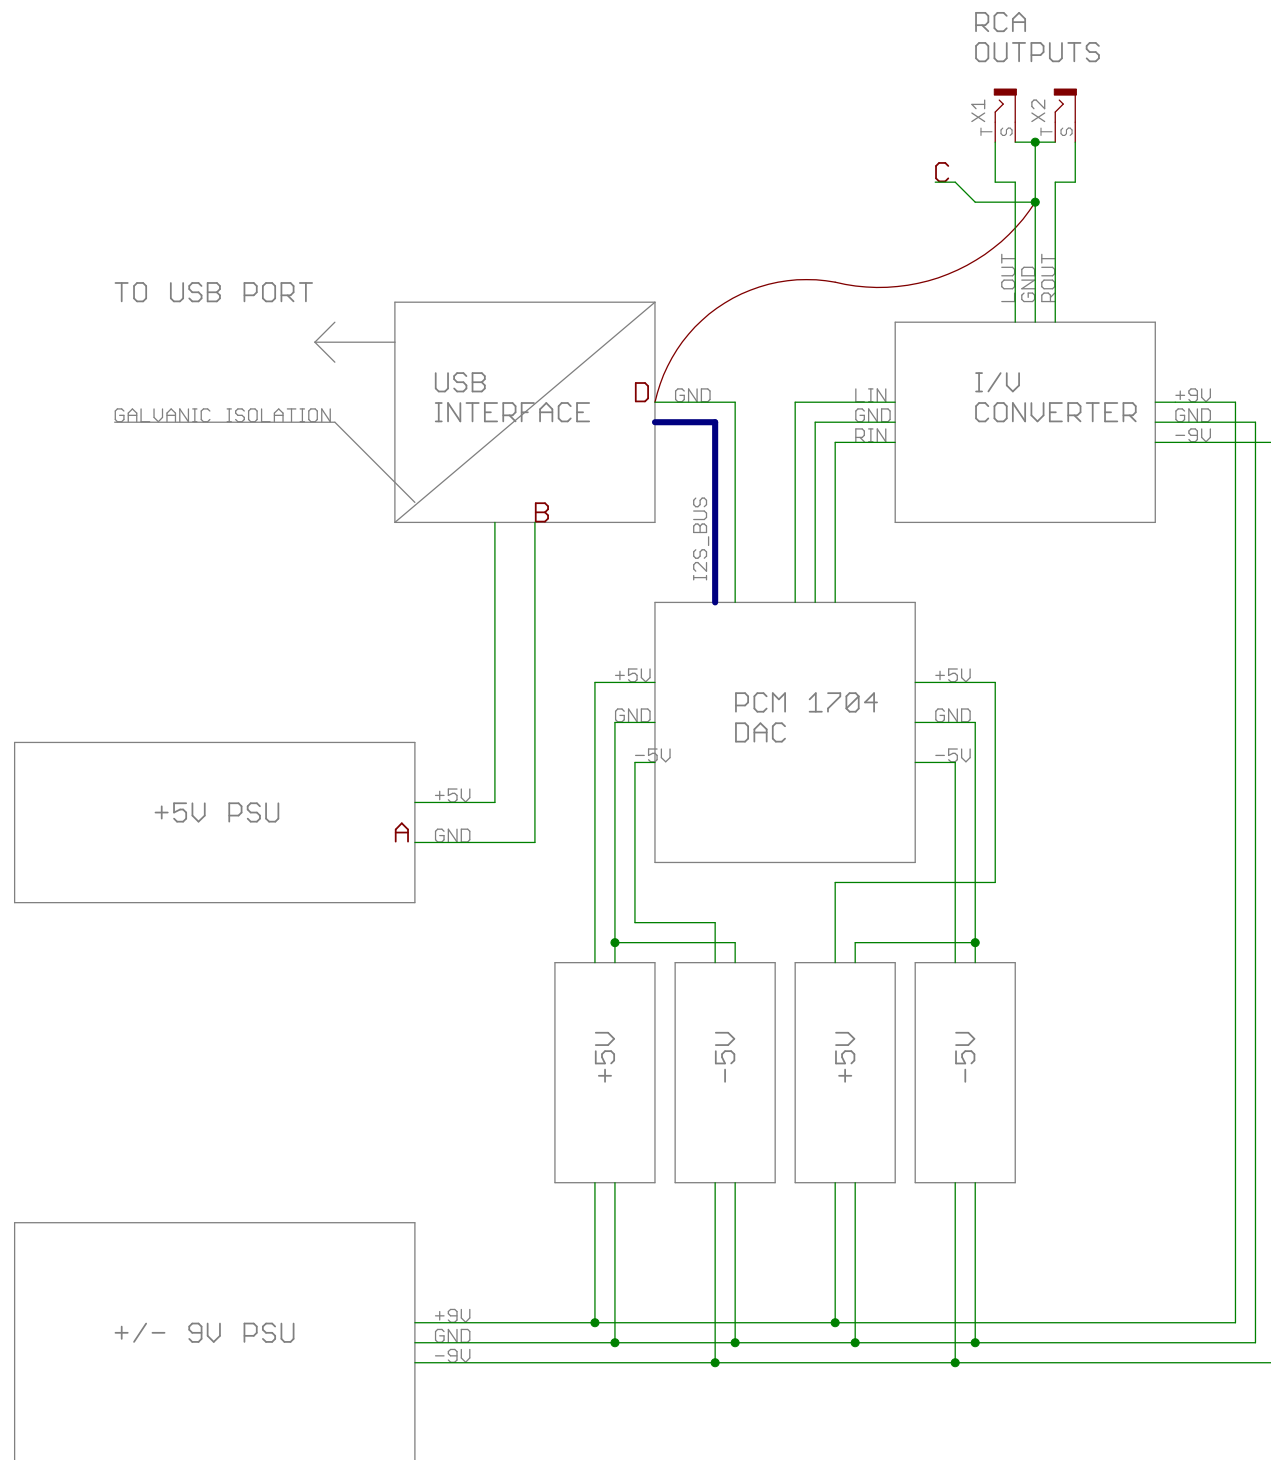 RCA
OUTPUTS
X1
T
S
X2
T
S
C
LOUT
GND
ROUT
TO USB PORT
GALVANIC ISOLATION
USB
INTERFACE
D
GND
B
I2S_BUS
LIN
GND
RIN
I/V
CONVERTER
+9V
GND
-9V
+5V
GND
-5V
PCM 1704
DAC
+5V
GND
-5V
+5V PSU
A
+5V
GND
+5V
-5V
+5V
-5V
+/- 9V PSU
+9V
GND
-9V